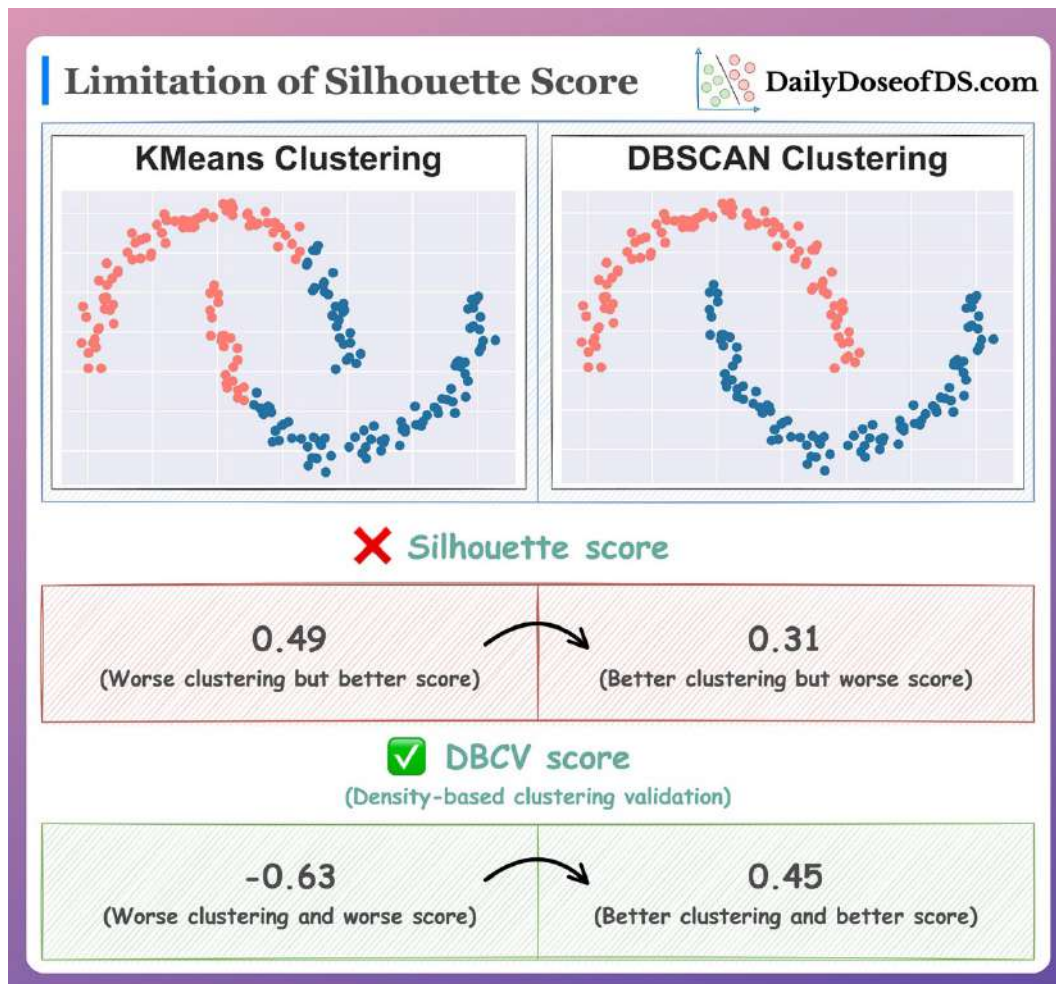 Limitation of Silhouette Score
DailyDoseofDS.com
KMeans Clustering
DBSCAN Clustering
❌ Silhouette score
0.49
(Worse clustering but better score)
0.31
(Better clustering but worse score)
✅ DBCV score
(Density-based clustering validation)
-0.63
(Worse clustering and worse score)
0.45
(Better clustering and better score)